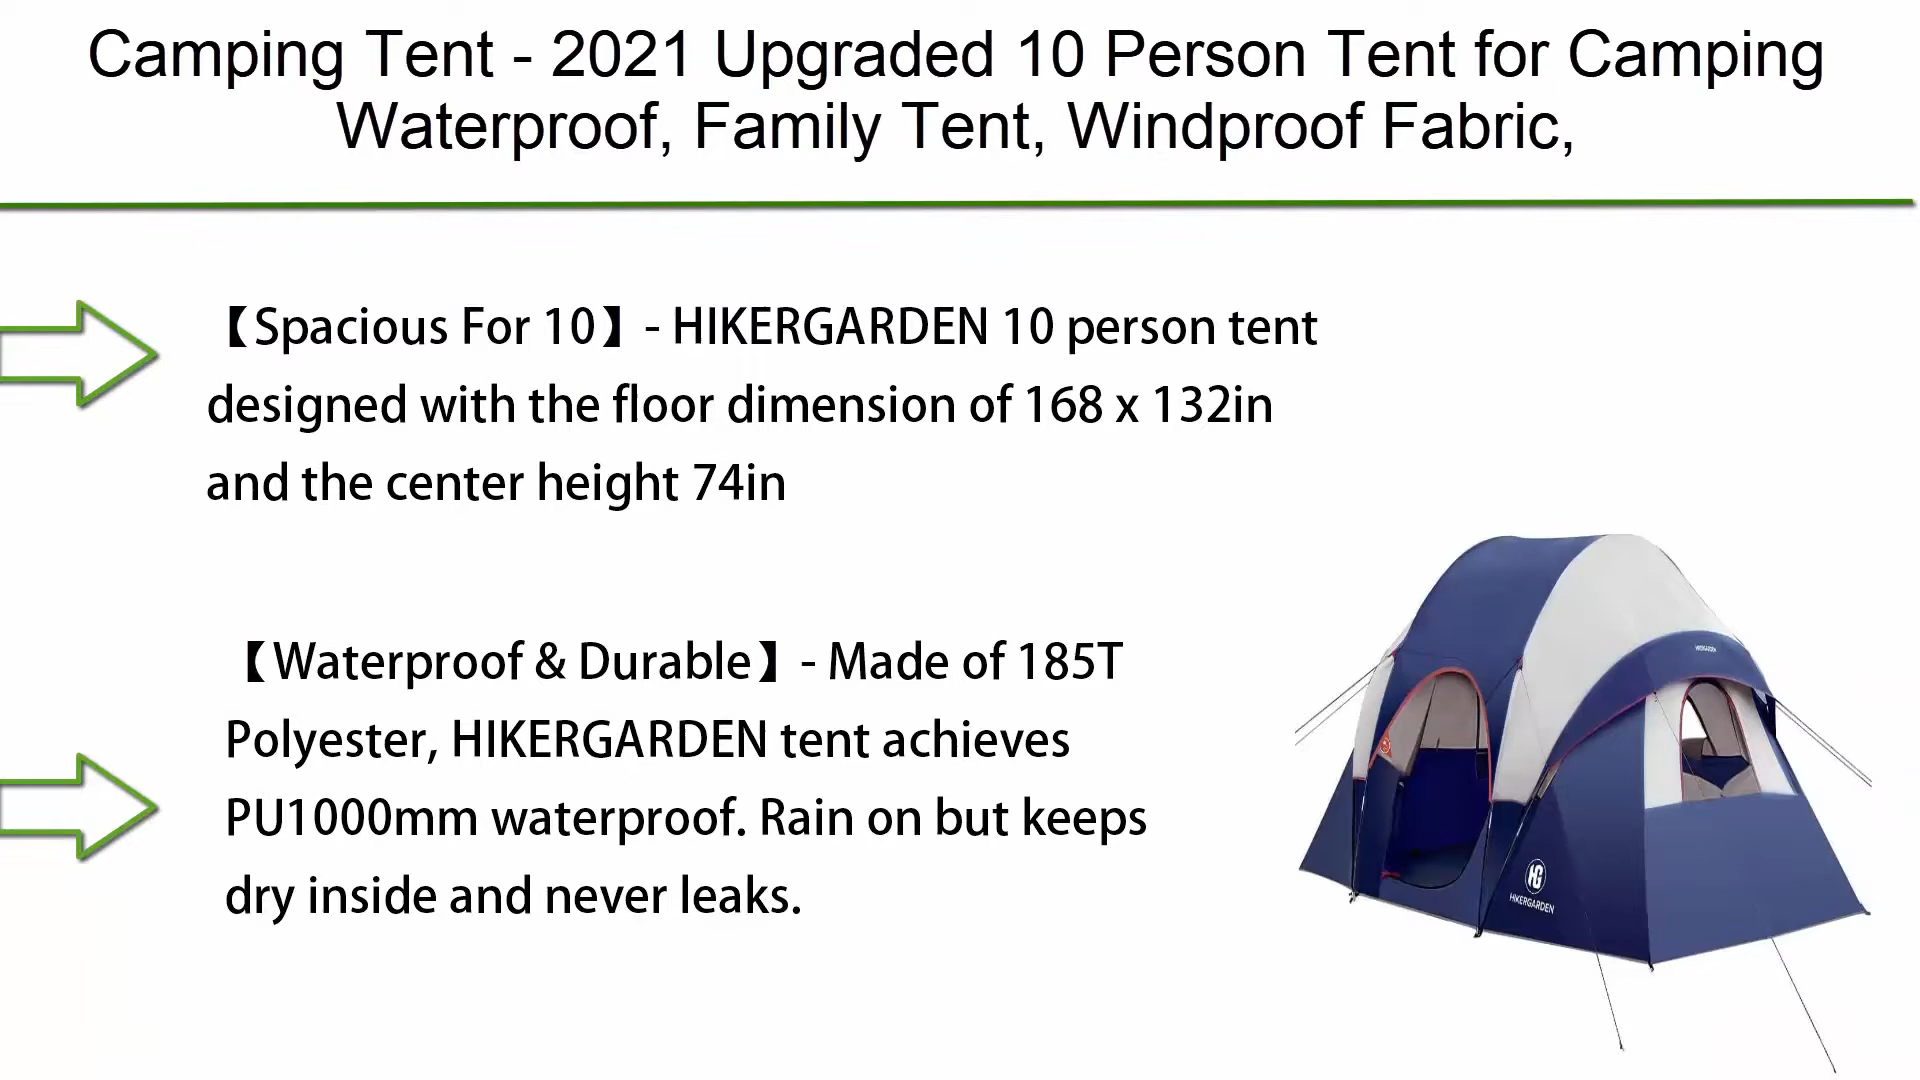 Camping Tent - 2021 Upgraded 10 Person Tent for Camping
Waterproof, Family Tent, Windproof Fabric,
【Spacious For 10】- HIKERGARDEN 10 person tent
designed with the floor dimension of 168 x 132in
and the center height 74in
【Waterproof & Durable】- Made of 185T
Polyester, HIKERGARDEN tent achieves
PU1000mm waterproof. Rain on but keeps
dry inside and never leaks.
HIKERGARDEN
HG
HIKERGARDEN